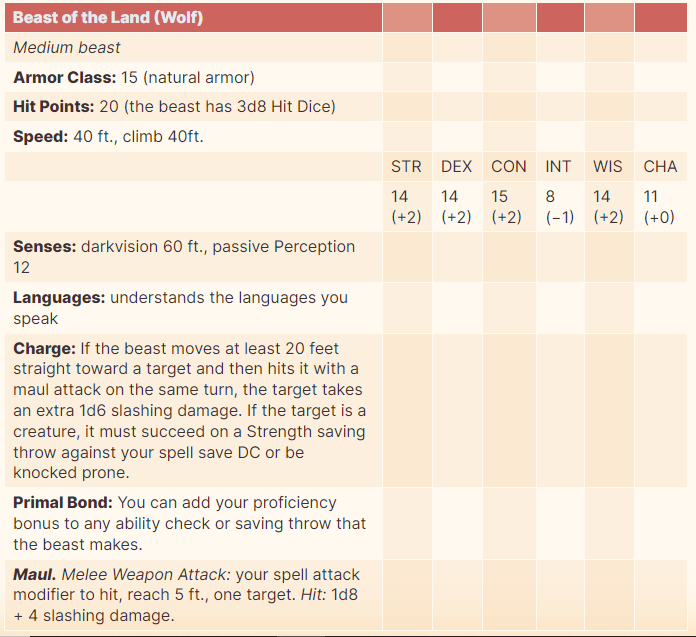 Beast of the Land (Wolf)
Medium beast
Armor Class: 15 (natural armor)
Hit Points: 20 (the beast has 3d8 Hit Dice)
Speed: 40 ft., climb 40ft.
STR DEX CON INT WIS CHA
14 14 15 8 14 11
(+2) (+2) (+2) (−1) (+2) (+0)
Senses: darkvision 60 ft., passive Perception
12
Languages: understands the languages you
speak
Charge: If the beast moves at least 20 feet
straight toward a target and then hits it with a
maul attack on the same turn, the target takes
an extra 1d6 slashing damage. If the target is a
creature, it must succeed on a Strength saving
throw against your spell save DC or be
knocked prone.
Primal Bond: You can add your proficiency
bonus to any ability check or saving throw that
the beast makes.
Maul. Melee Weapon Attack: your spell attack
modifier to hit, reach 5 ft., one target. Hit: 1d8
+ 4 slashing damage.